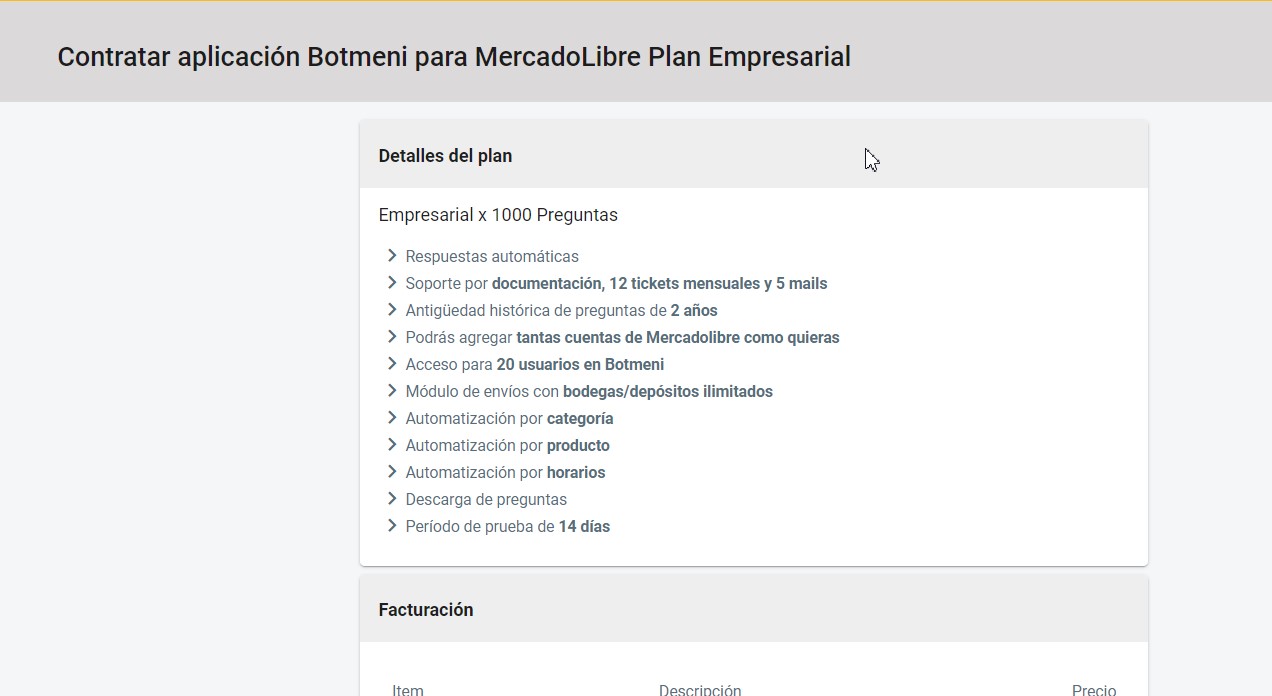 Contratar aplicación Botmeni para MercadoLibre Plan Empresarial
Detalles del plan
Empresarial x 1000 Preguntas
Respuestas automáticas
Soporte por documentación, 12 tickets mensuales y 5 mails
Antigüedad histórica de preguntas de 2 años
Podrás agregar tantas cuentas de Mercadolibre como quieras
Acceso para 20 usuarios en Botmeni
Módulo de envíos con bodegas/depósitos ilimitados
Automatización por categoría
Automatización por producto
Automatización por horarios
Descarga de preguntas
Período de prueba de 14 días
Facturación
Item Descripción Precio